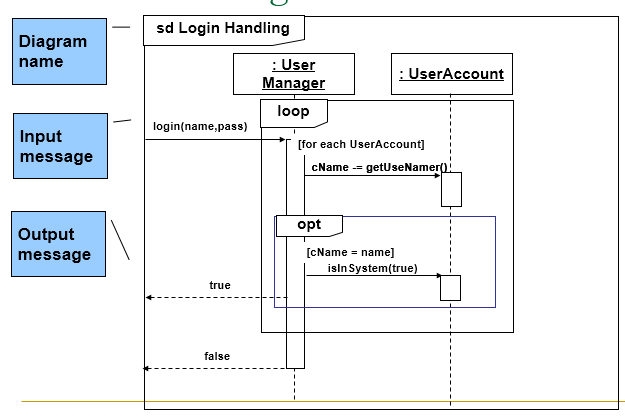 Diagram
name
sd Login Handling
: User
Manager
: UserAccount
loop
Input
message
login(name,pass)
[for each UserAccount]
cName -= getUseNamer()
Output
message
opt
[cName = name]
isInSystem(true)
true
false